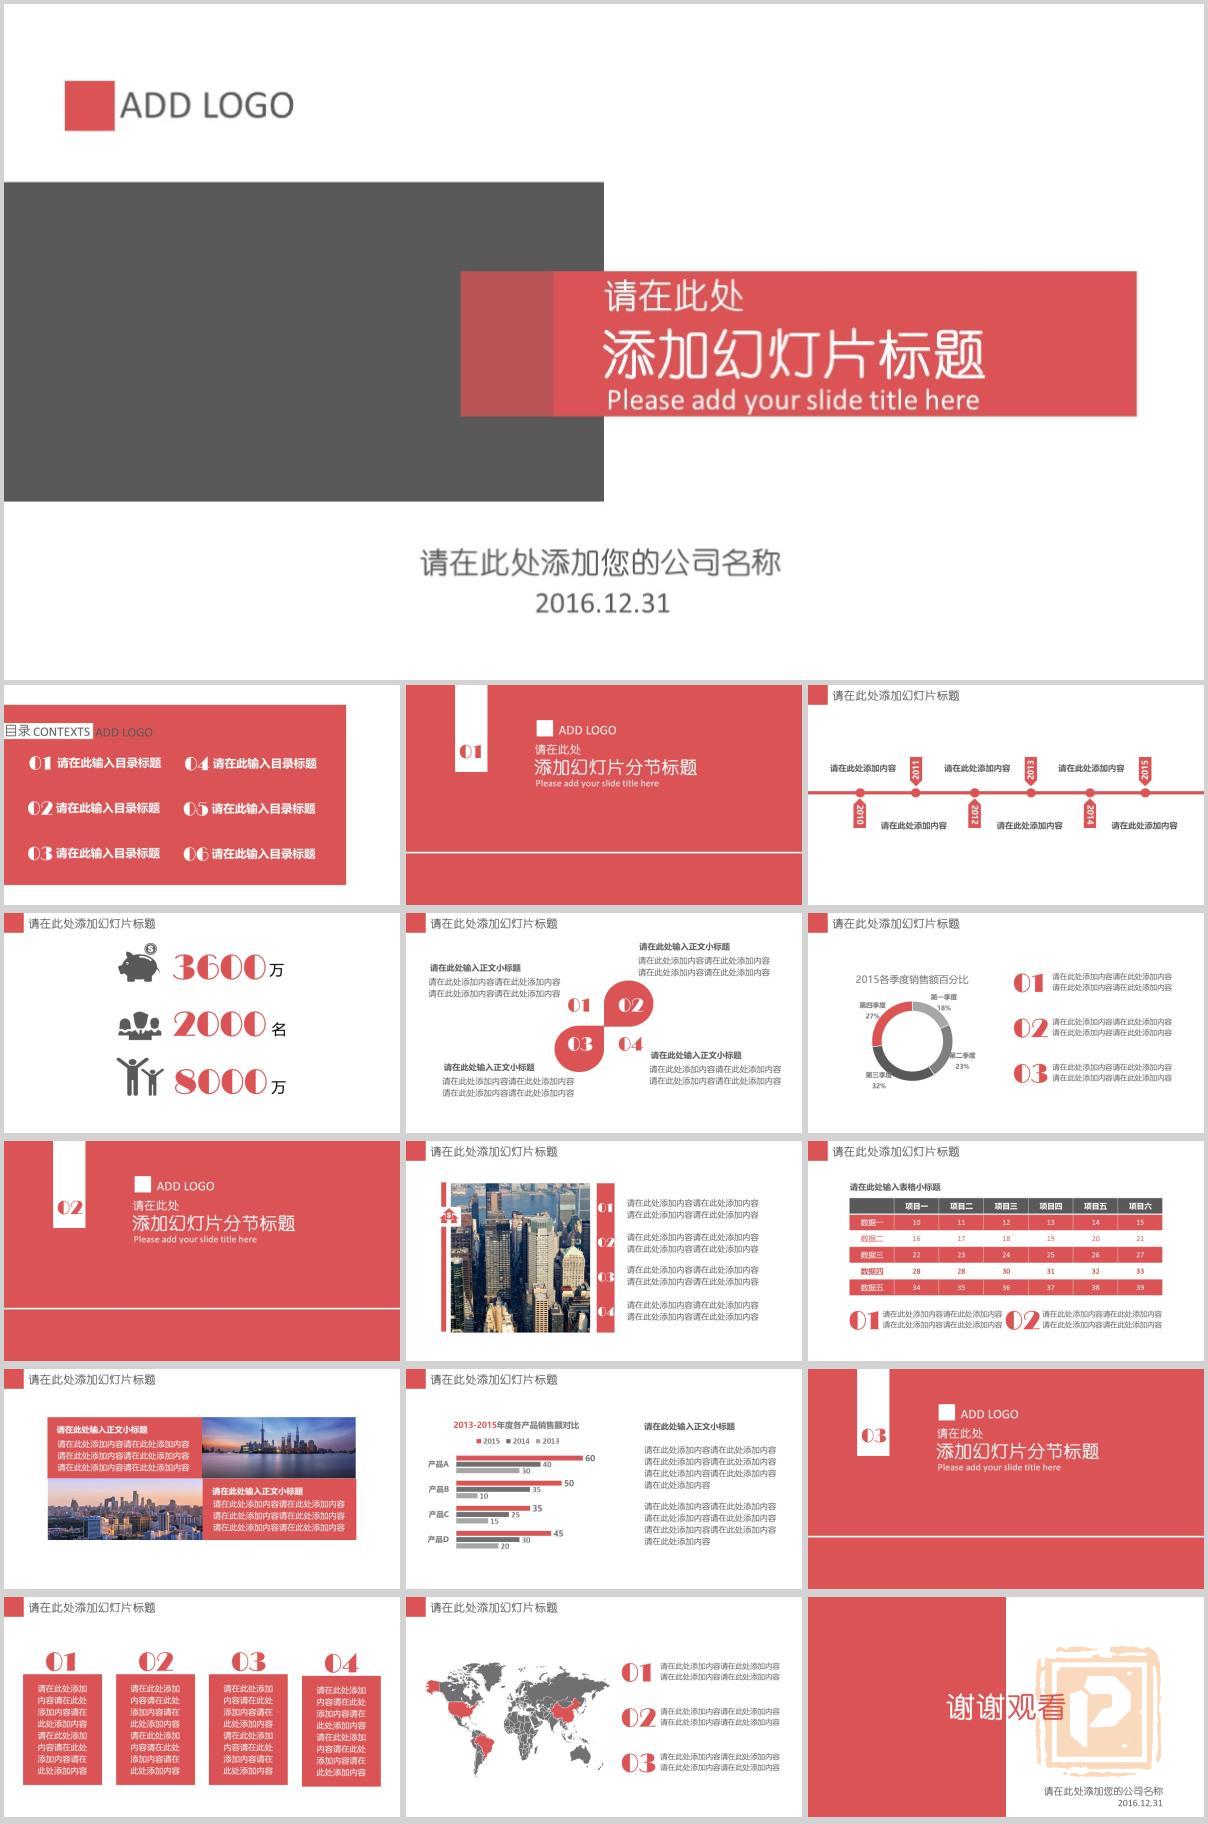 ADD LOGO
请在此处
添加幻灯片标题
Please add your slide title here
请在此处添加您的公司名称
2016.12.31
目录 CONTEXTS ADD LOGO
01 请在此输入目录标题
04 请在此输入目录标题
02 请在此输入目录标题
05 请在此输入目录标题
03 请在此输入目录标题
06 请在此输入目录标题
01
ADD LOGO
请在此处
添加幻灯片分节标题
Please add your slide title here
请在此处添加幻灯片标题
请在此处添加内容
2011
请在此处添加内容
2013
请在此处添加内容
2015
2010
请在此处添加内容
2012
请在此处添加内容
2014
请在此处添加内容
请在此处添加幻灯片标题
$
3600万
2000名
8000万
请在此处添加幻灯片标题
请在此处输入正文小标题
请在此处添加内容请在此处添加内容
请在此处添加内容请在此处添加内容
请在此处输入正文小标题
请在此处添加内容请在此处添加内容
请在此处添加内容请在此处添加内容
01
02
03
04
请在此处输入正文小标题
请在此处添加内容请在此处添加内容
请在此处添加内容请在此处添加内容
请在此处输入正文小标题
请在此处添加内容请在此处添加内容
请在此处添加内容请在此处添加内容
请在此处添加幻灯片标题
2015各季度销售额百分比
第一季度
18%
第二季度
23%
第三季度
32%
第四季度
27%
01
请在此处添加内容请在此处添加内容
请在此处添加内容请在此处添加内容
02
请在此处添加内容请在此处添加内容
请在此处添加内容请在此处添加内容
03
请在此处添加内容请在此处添加内容
请在此处添加内容请在此处添加内容
02
ADD LOGO
请在此处
添加幻灯片分节标题
Please add your slide title here
请在此处添加幻灯片标题
01
请在此处添加内容请在此处添加内容
请在此处添加内容请在此处添加内容
02
请在此处添加内容请在此处添加内容
请在此处添加内容请在此处添加内容
03
请在此处添加内容请在此处添加内容
请在此处添加内容请在此处添加内容
04
请在此处添加内容请在此处添加内容
请在此处添加内容请在此处添加内容
请在此处添加幻灯片标题
请在此处输入表格小标题
项目一 项目二 项目三 项目四 项目五 项目六
数据一 10 11 12 13 14 15
数据二 16 17 18 19 20 21
数据三 22 23 24 25 26 27
数据四 28 28 30 31 32 33
数据五 34 35 36 37 38 39
01
请在此处添加内容请在此处添加内容
请在此处添加内容请在此处添加内容
02
请在此处添加内容请在此处添加内容
请在此处添加内容请在此处添加内容
请在此处添加幻灯片标题
请在此处输入正文小标题
请在此处添加内容请在此处添加内容
请在此处添加内容请在此处添加内容
请在此处添加内容请在此处添加内容
请在此处输入正文小标题
请在此处添加内容请在此处添加内容
请在此处添加内容请在此处添加内容
请在此处添加内容请在此处添加内容
请在此处添加幻灯片标题
2013-2015年度各产品销售额对比
2015 2014 2013
产品A 60 40 30
产品B 50 35 10
产品C 35 25 15
产品D 45 30 20
请在此处输入正文小标题
请在此处添加内容请在此处添加内容
请在此处添加内容请在此处添加内容
请在此处添加内容请在此处添加内容
请在此处添加内容
请在此处添加内容请在此处添加内容
请在此处添加内容请在此处添加内容
请在此处添加内容请在此处添加内容
请在此处添加内容
03
ADD LOGO
请在此处
添加幻灯片分节标题
Please add your slide title here
请在此处添加幻灯片标题
01
请在此处添加
内容请在此处
添加内容请在
此处添加内容
请在此处添加
内容请在此处
添加内容请在
此处添加内容
02
请在此处添加
内容请在此处
添加内容请在
此处添加内容
请在此处添加
内容请在此处
添加内容请在
此处添加内容
03
请在此处添加
内容请在此处
添加内容请在
此处添加内容
请在此处添加
内容请在此处
添加内容请在
此处添加内容
04
请在此处添加
内容请在此处
添加内容请在
此处添加内容
请在此处添加
内容请在此处
添加内容请在
此处添加内容
请在此处添加幻灯片标题
01
请在此处添加内容请在此处添加内容
请在此处添加内容请在此处添加内容
02
请在此处添加内容请在此处添加内容
请在此处添加内容请在此处添加内容
03
请在此处添加内容请在此处添加内容
请在此处添加内容请在此处添加内容
谢谢观看
请在此处添加您的公司名称
2016.12.31